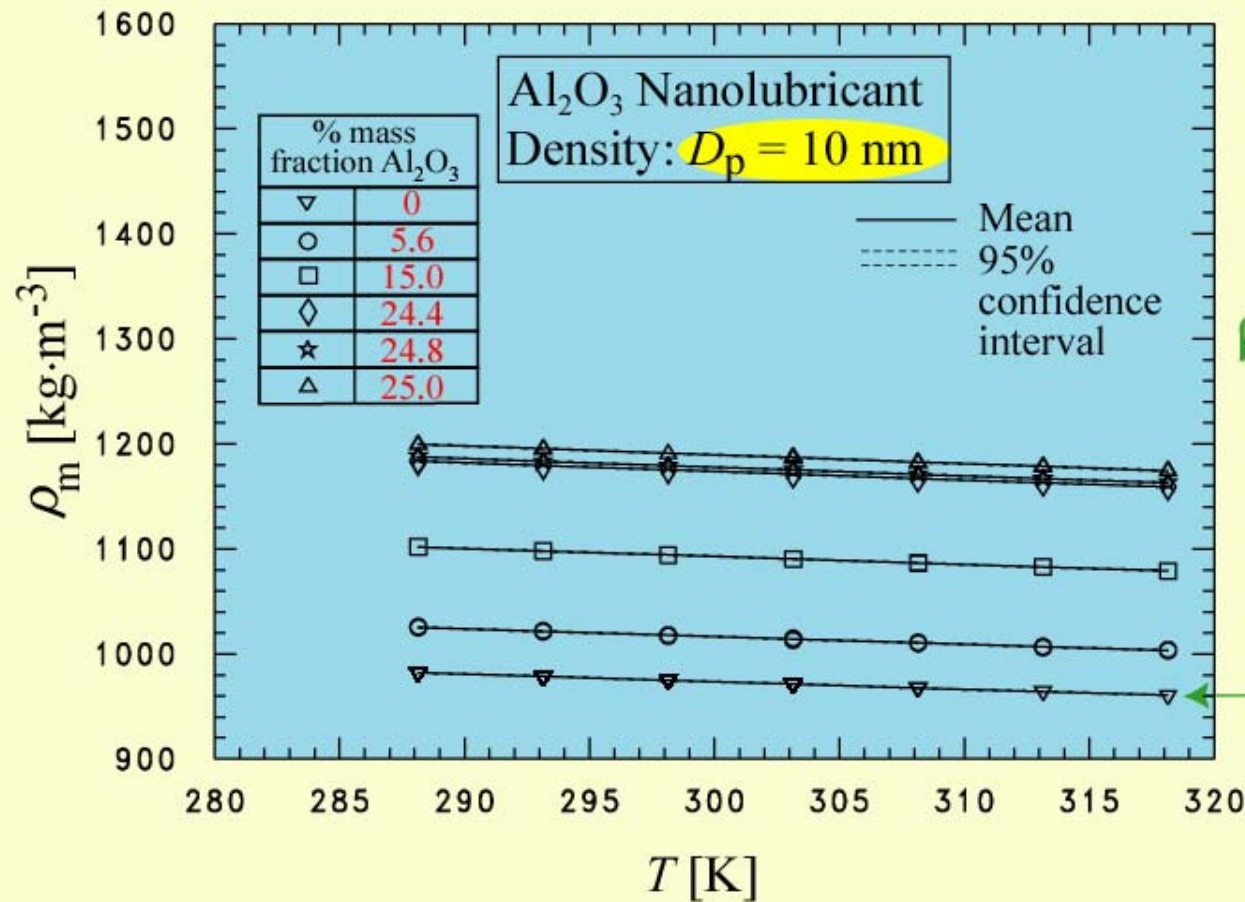 Al₂O₃ Nanolubricant
Density: Dₚ = 10 nm
% mass
fraction Al₂O₃
0
5.6
15.0
24.4
24.8
25.0
Mean
95%
confidence
interval
ρₘ [kg·m⁻³]
1600
1500
1400
1300
1200
1100
1000
900
280 285 290 295 300 305 310 315 320
T [K]